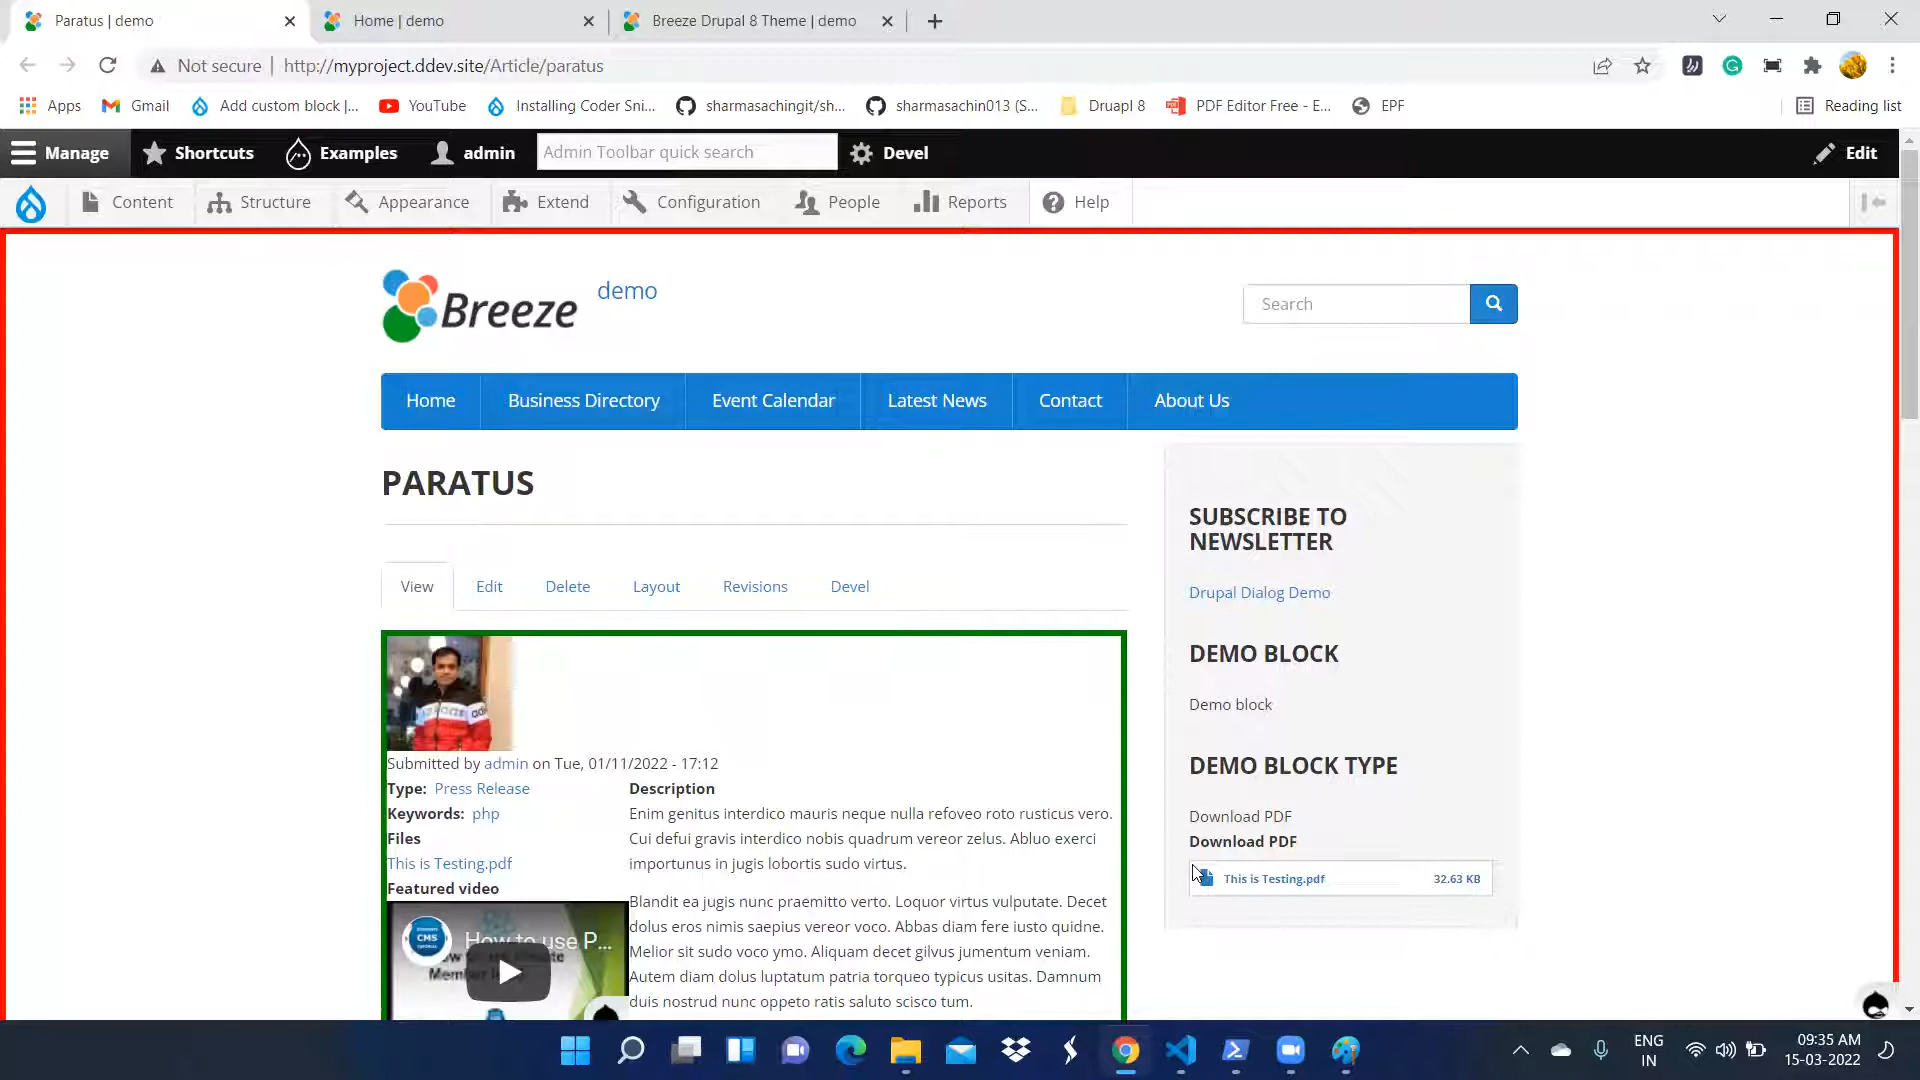 Paratus | demo
Home | demo
Breeze Drupal 8 Theme | demo
Not secure
http://myproject.ddev.site/Article/paratus
Apps
Gmail
Add custom block |...
YouTube
Installing Coder Sni...
sharmasachingit/sh...
sharmasachin013 (S...
Druapl 8
PDF Editor Free - E...
EPF
Reading list
Manage
Shortcuts
Examples
admin
Admin Toolbar quick search
Devel
Edit
Content
Structure
Appearance
Extend
Configuration
People
Reports
Help
Breeze
demo
Search
Home
Business Directory
Event Calendar
Latest News
Contact
About Us
PARATUS
View
Edit
Delete
Layout
Revisions
Devel
Submitted by admin on Tue, 01/11/2022 - 17:12
Type: Press Release
Keywords: php
Files
This is Testing.pdf
Featured video
CMS
How to use P...
Member
Description
Enim genitus interdico mauris neque nulla refoveo roto rusticus vero.
Cui defui gravis interdico nobis quadrum vereor zelus. Abluo exerci
importunus in jugis lobortis sudo virtus.
Blandit ea jugis nunc praemitto verto. Loquor virtus vulputate. Decet
dolus eros nimis saepius vereor voco. Abbas diam fere iusto quidne.
Melior sit sudo voco ymo. Aliquam decet gilvus jumentum veniam.
Autem diam dolus luptatum patria torqueo typicus usitas. Damnum
duis nostrud nunc oppeto ratis saluto scisco tum.
SUBSCRIBE TO
NEWSLETTER
Drupal Dialog Demo
DEMO BLOCK
Demo block
DEMO BLOCK TYPE
Download PDF
Download PDF
This is Testing.pdf
32.63 KB
ENG
IN
09:35 AM
15-03-2022